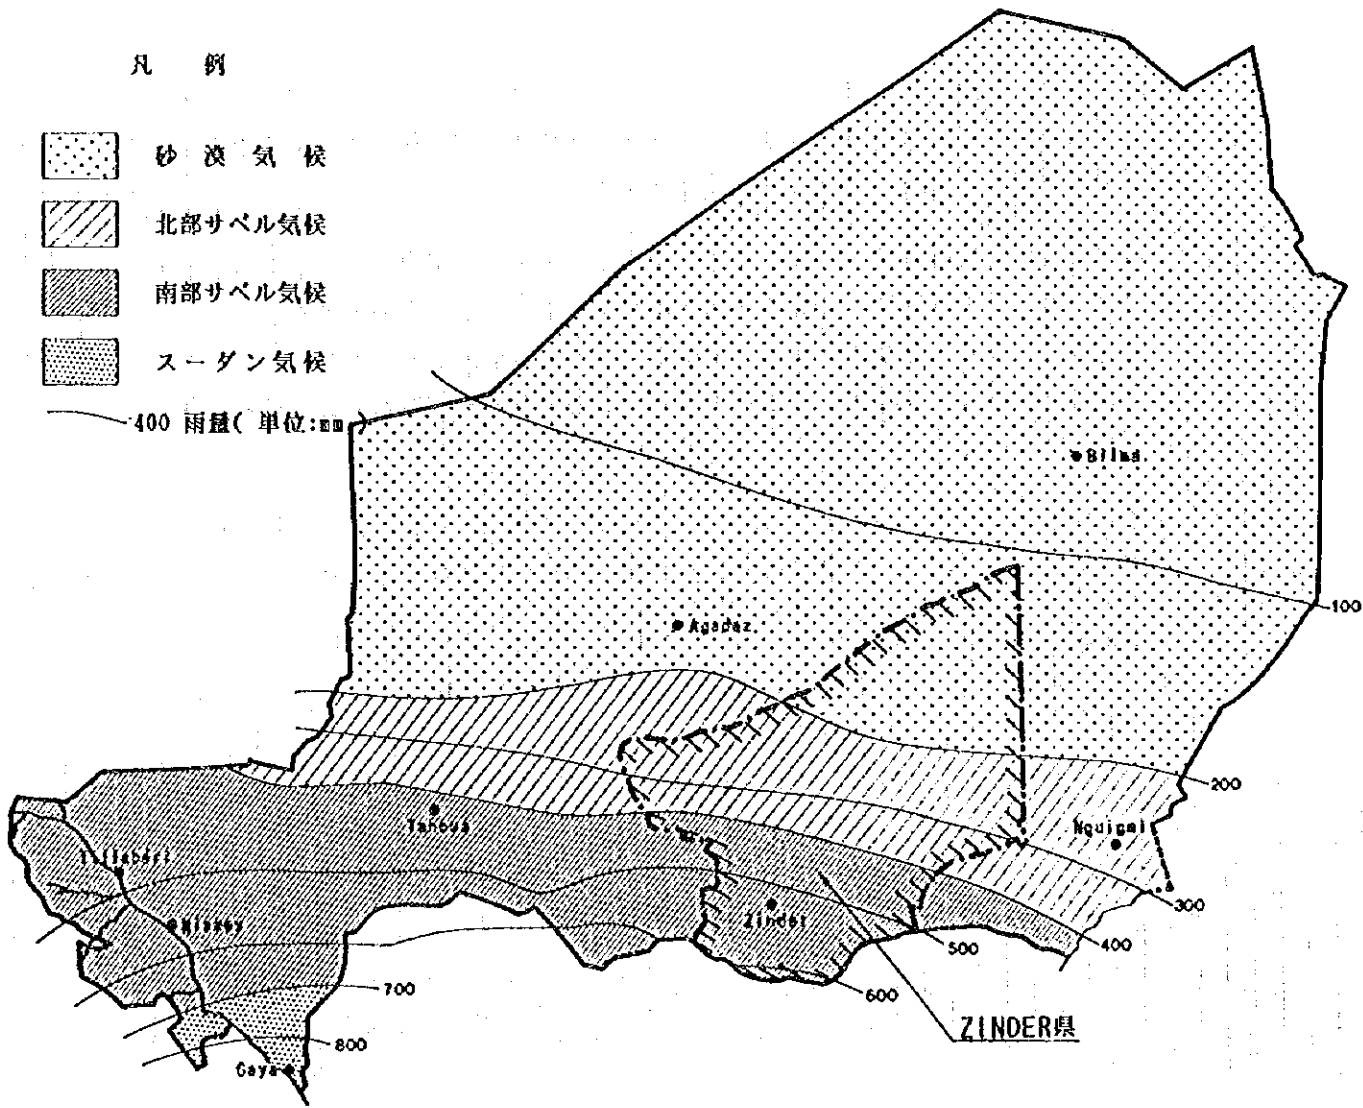 凡 例
砂漠気候
北部サベル気候
南部サベル気候
スーダン気候
400 雨量(単位:mm)
Bilma
100
Agadez
200
Tahoua
Nguigmi
Tillaberi
300
Zinder
Niamey
400
500
600
700
ZINDER県
800
Gaya